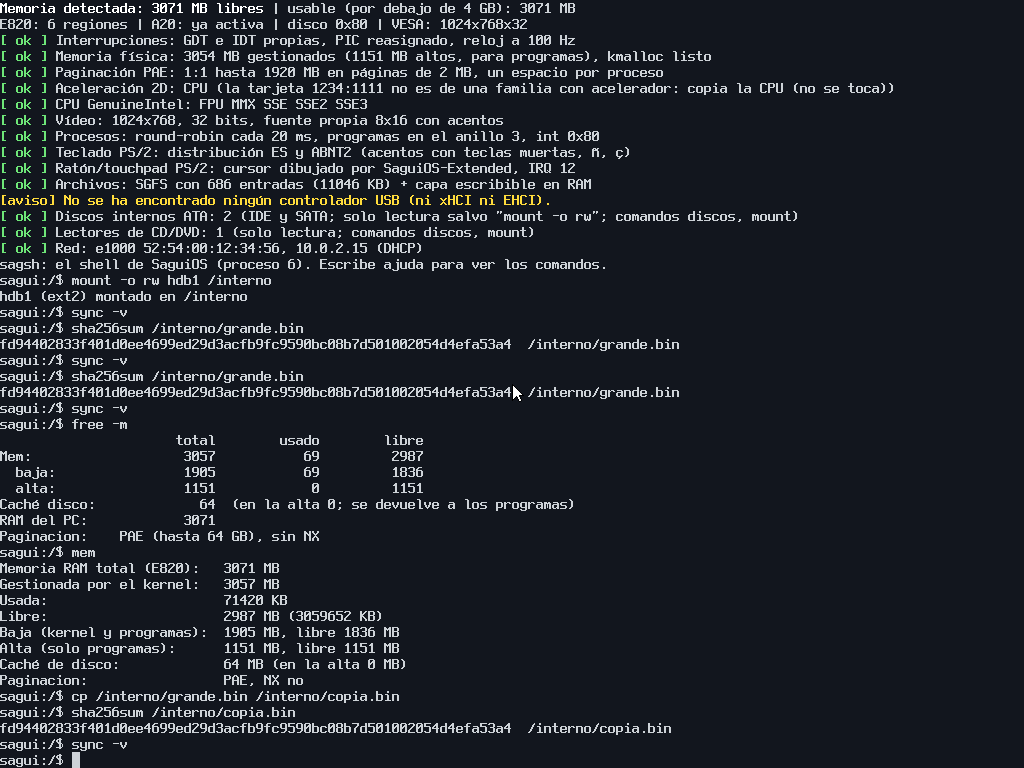 Memoria detectada: 3071 MB libres | usable (por debajo de 4 GB): 3071 MB
E820: 6 regiones | A20: ya activa | disco 0x80 | VESA: 1024x768x32
[ ok ] Interrupciones: GDT e IDT propias, PIC reasignado, reloj a 100 Hz
[ ok ] Memoria física: 3054 MB gestionados (1151 MB altos, para programas), kmalloc listo
[ ok ] Paginación PAE: 1:1 hasta 1920 MB en páginas de 2 MB, un espacio por proceso
[ ok ] Aceleración 2D: CPU (la tarjeta 1234:1111 no es de una familia con acelerador: copia la CPU (no se toca))
[ ok ] CPU GenuineIntel: FPU MMX SSE SSE2 SSE3
[ ok ] Vídeo: 1024x768, 32 bits, fuente propia 8x16 con acentos
[ ok ] Procesos: round-robin cada 20 ms, programas en el anillo 3, int 0x80
[ ok ] Teclado PS/2: distribución ES y ABNT2 (acentos con teclas muertas, ñ, ç)
[ ok ] Ratón/touchpad PS/2: cursor dibujado por SaguiOS-Extended, IRQ 12
[ ok ] Archivos: SGFS con 686 entradas (11046 KB) + capa escribible en RAM
[aviso] No se ha encontrado ningún controlador USB (ni xHCI ni EHCI).
[ ok ] Discos internos ATA: 2 (IDE y SATA; solo lectura salvo "mount -o rw"; comandos discos, mount)
[ ok ] Lectores de CD/DVD: 1 (solo lectura; comandos discos, mount)
[ ok ] Red: e1000 52:54:00:12:34:56, 10.0.2.15 (DHCP)
sagsh: el shell de SaguiOS (proceso 6). Escribe ayuda para ver los comandos.
sagui:/$ mount -o rw hdb1 /interno
hdb1 (ext2) montado en /interno
sagui:/$ sync -v
sagui:/$ sha256sum /interno/grande.bin
fd94402833f401d0ee4699ed29d3acfb9fc9590bc08b7d501002054d4efa53a4  /interno/grande.bin
sagui:/$ sync -v
sagui:/$ sha256sum /interno/grande.bin
fd94402833f401d0ee4699ed29d3acfb9fc9590bc08b7d501002054d4efa53a4  /interno/grande.bin
sagui:/$ sync -v
sagui:/$ free -m
total usado libre
Mem: 3057 69 2987
baja: 1905 69 1836
alta: 1151 0 1151
Caché disco: 64 (en la alta 0; se devuelve a los programas)
RAM del PC: 3071
Paginacion: PAE (hasta 64 GB), sin NX
sagui:/$ mem
Memoria RAM total (E820): 3071 MB
Gestionada por el kernel: 3057 MB
Usada: 71420 KB
Libre: 2987 MB (3059652 KB)
Baja (kernel y programas): 1905 MB, libre 1836 MB
Alta (solo programas): 1151 MB, libre 1151 MB
Caché de disco: 64 MB (en la alta 0 MB)
Paginacion: PAE, NX no
sagui:/$ cp /interno/grande.bin /interno/copia.bin
sagui:/$ sha256sum /interno/copia.bin
fd94402833f401d0ee4699ed29d3acfb9fc9590bc08b7d501002054d4efa53a4  /interno/copia.bin
sagui:/$ sync -v
sagui:/$